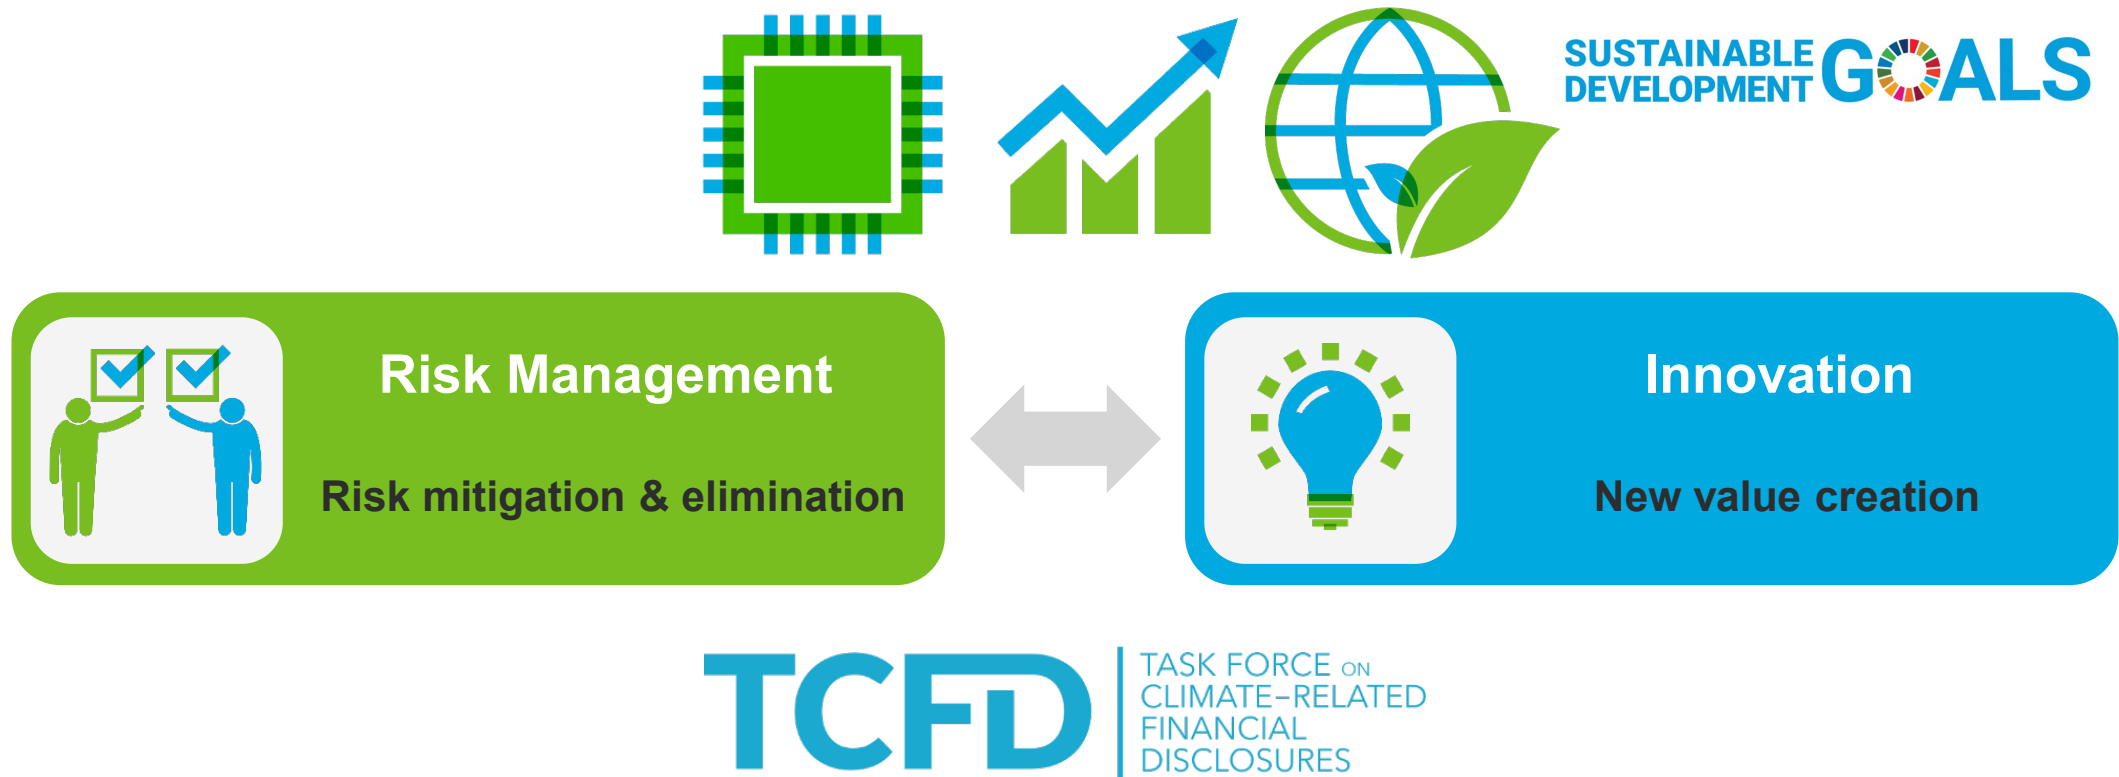 SUSTAINABLE
DEVELOPMENT
GOALS
Risk Management
Risk mitigation & elimination
Innovation
New value creation
TCFD
TASK FORCE ON
CLIMATE-RELATED
FINANCIAL
DISCLOSURES